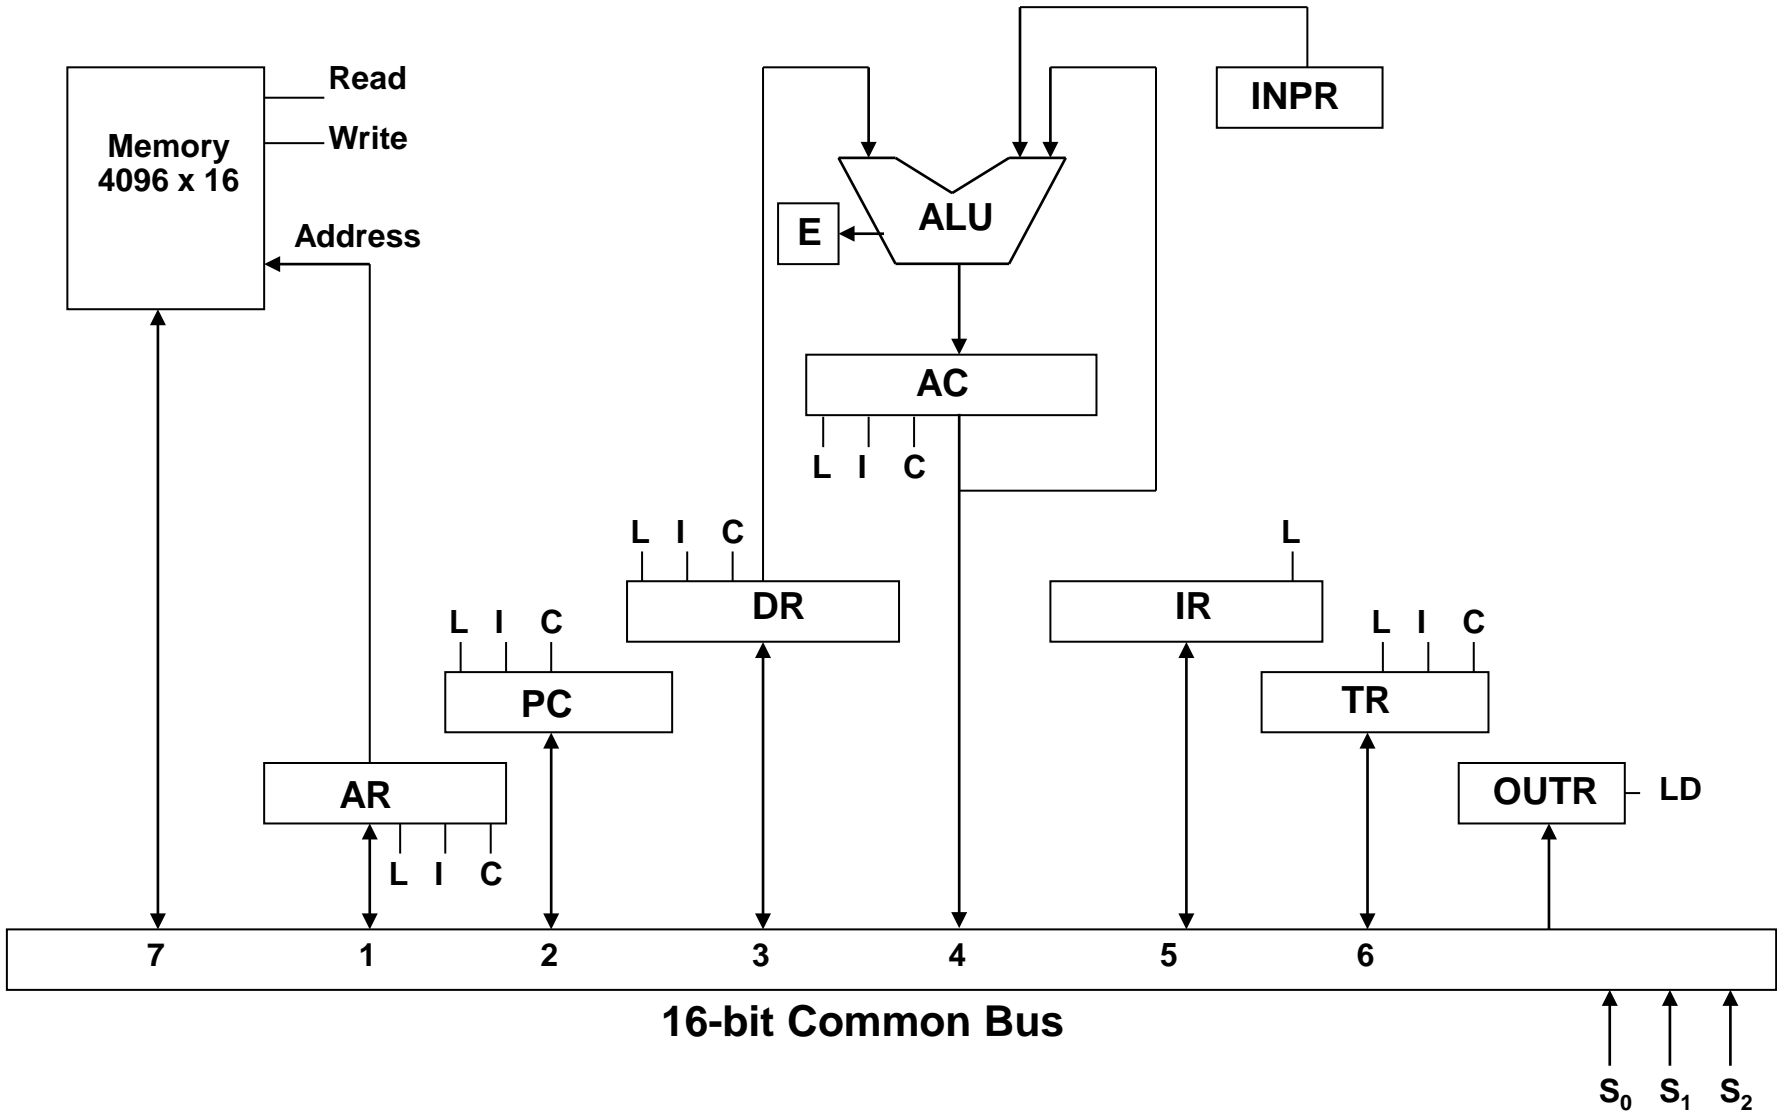 Read
Write
Memory
4096 x 16
Address
INPR
ALU
E
AC
L I C
L I C
DR
L
IR
L I C
PC
L I C
TR
AR
L I C
OUTR LD
7 1 2 3 4 5 6
16-bit Common Bus
S₀ S₁ S₂